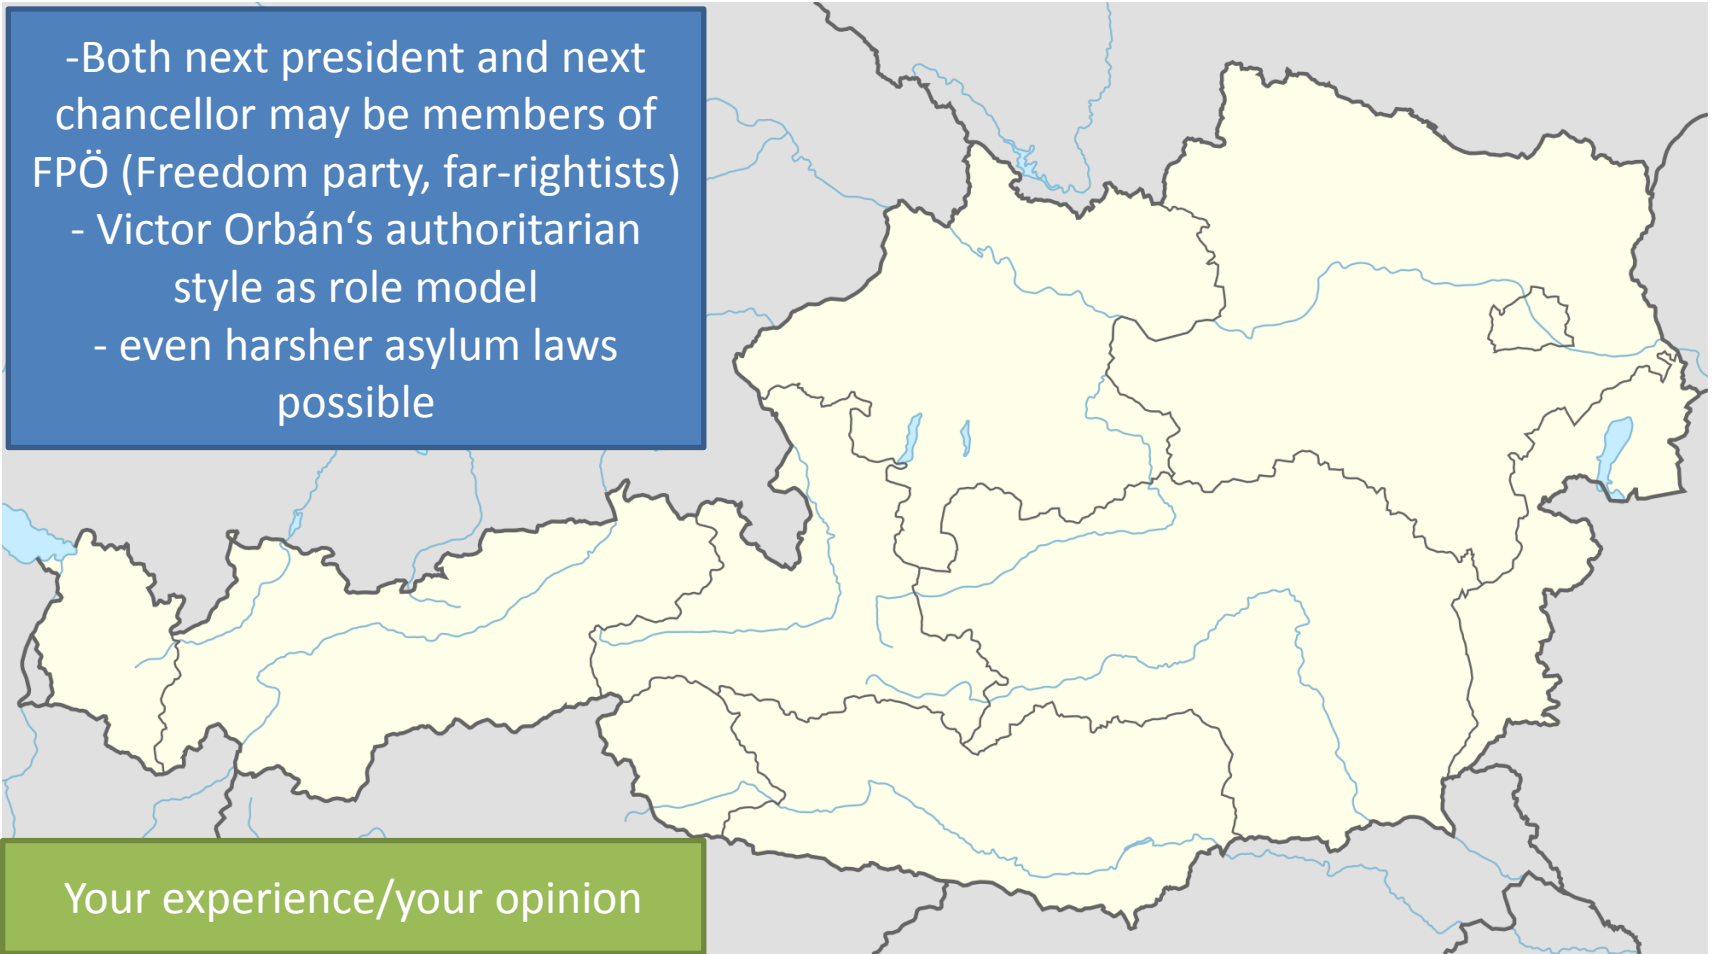 -Both next president and next
chancellor may be members of
FPÖ (Freedom party, far-rightists)
- Victor Orbán‘s authoritarian
style as role model
- even harsher asylum laws
possible
Your experience/your opinion